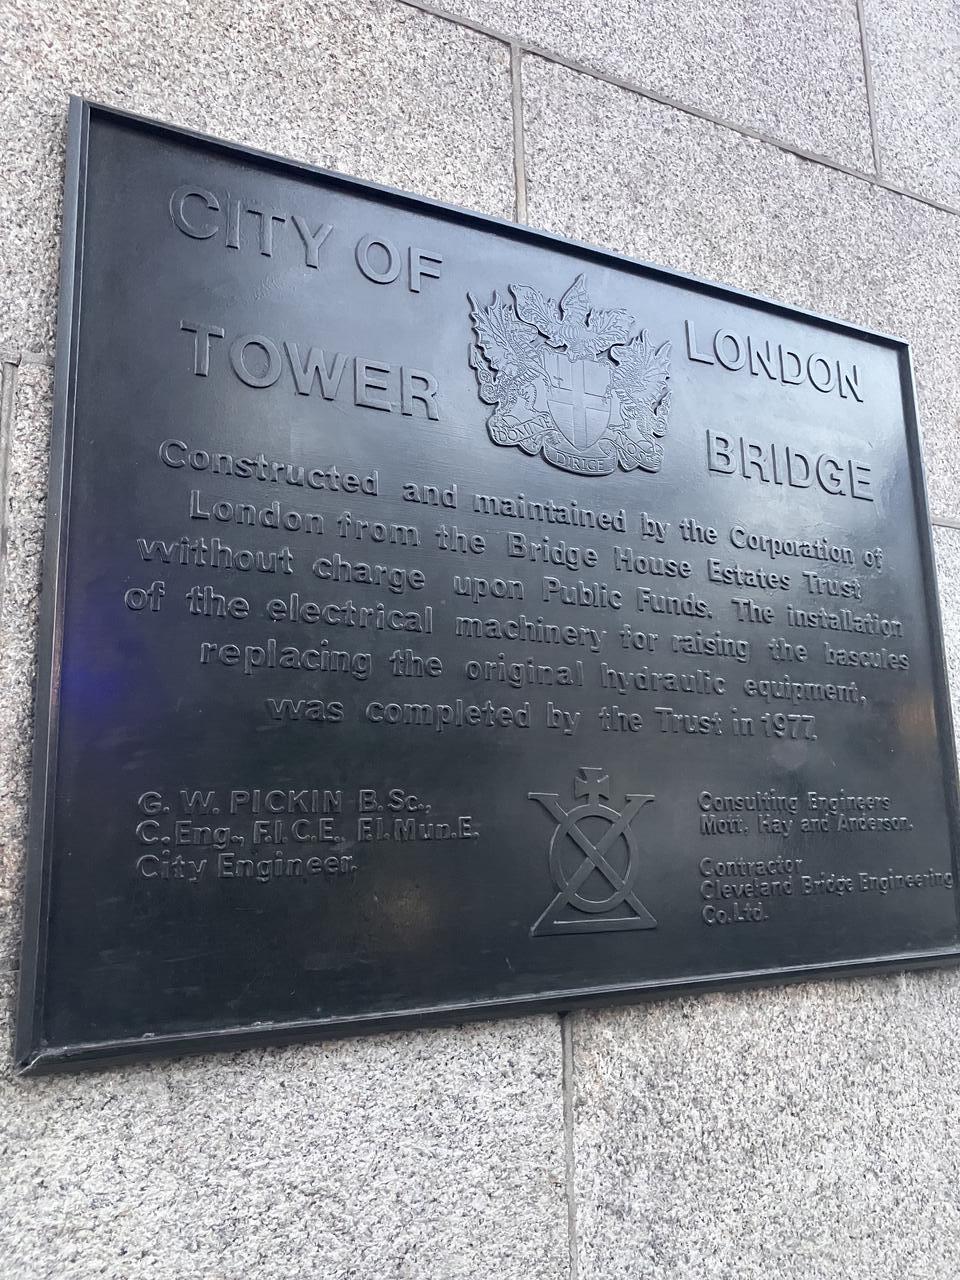 CITY OF LONDON
TOWER BRIDGE
DIRIGE
Constructed and maintained by the Corporation of
London from the Bridge House Estates Trust
without charge upon Public Funds. The installation
of the electrical machinery for raising the bascules
replacing the original hydraulic equipment,
was completed by the Trust in 1977.
G. W. PICKIN B.Sc.,
C.Eng., F.I.C.E., F.I.Mun.E.
City Engineer.
Consulting Engineers
Mott, Hay and Anderson.
Contractor
Cleveland Bridge Engineering
Co.Ltd.